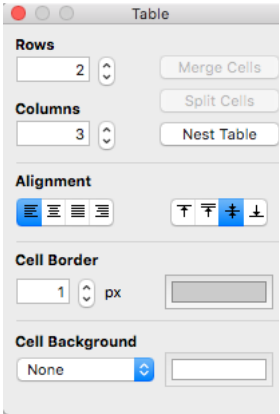 Table
Rows
2
Merge Cells
Split Cells
Columns
3
Nest Table
Alignment
Cell Border
1 px
Cell Background
None